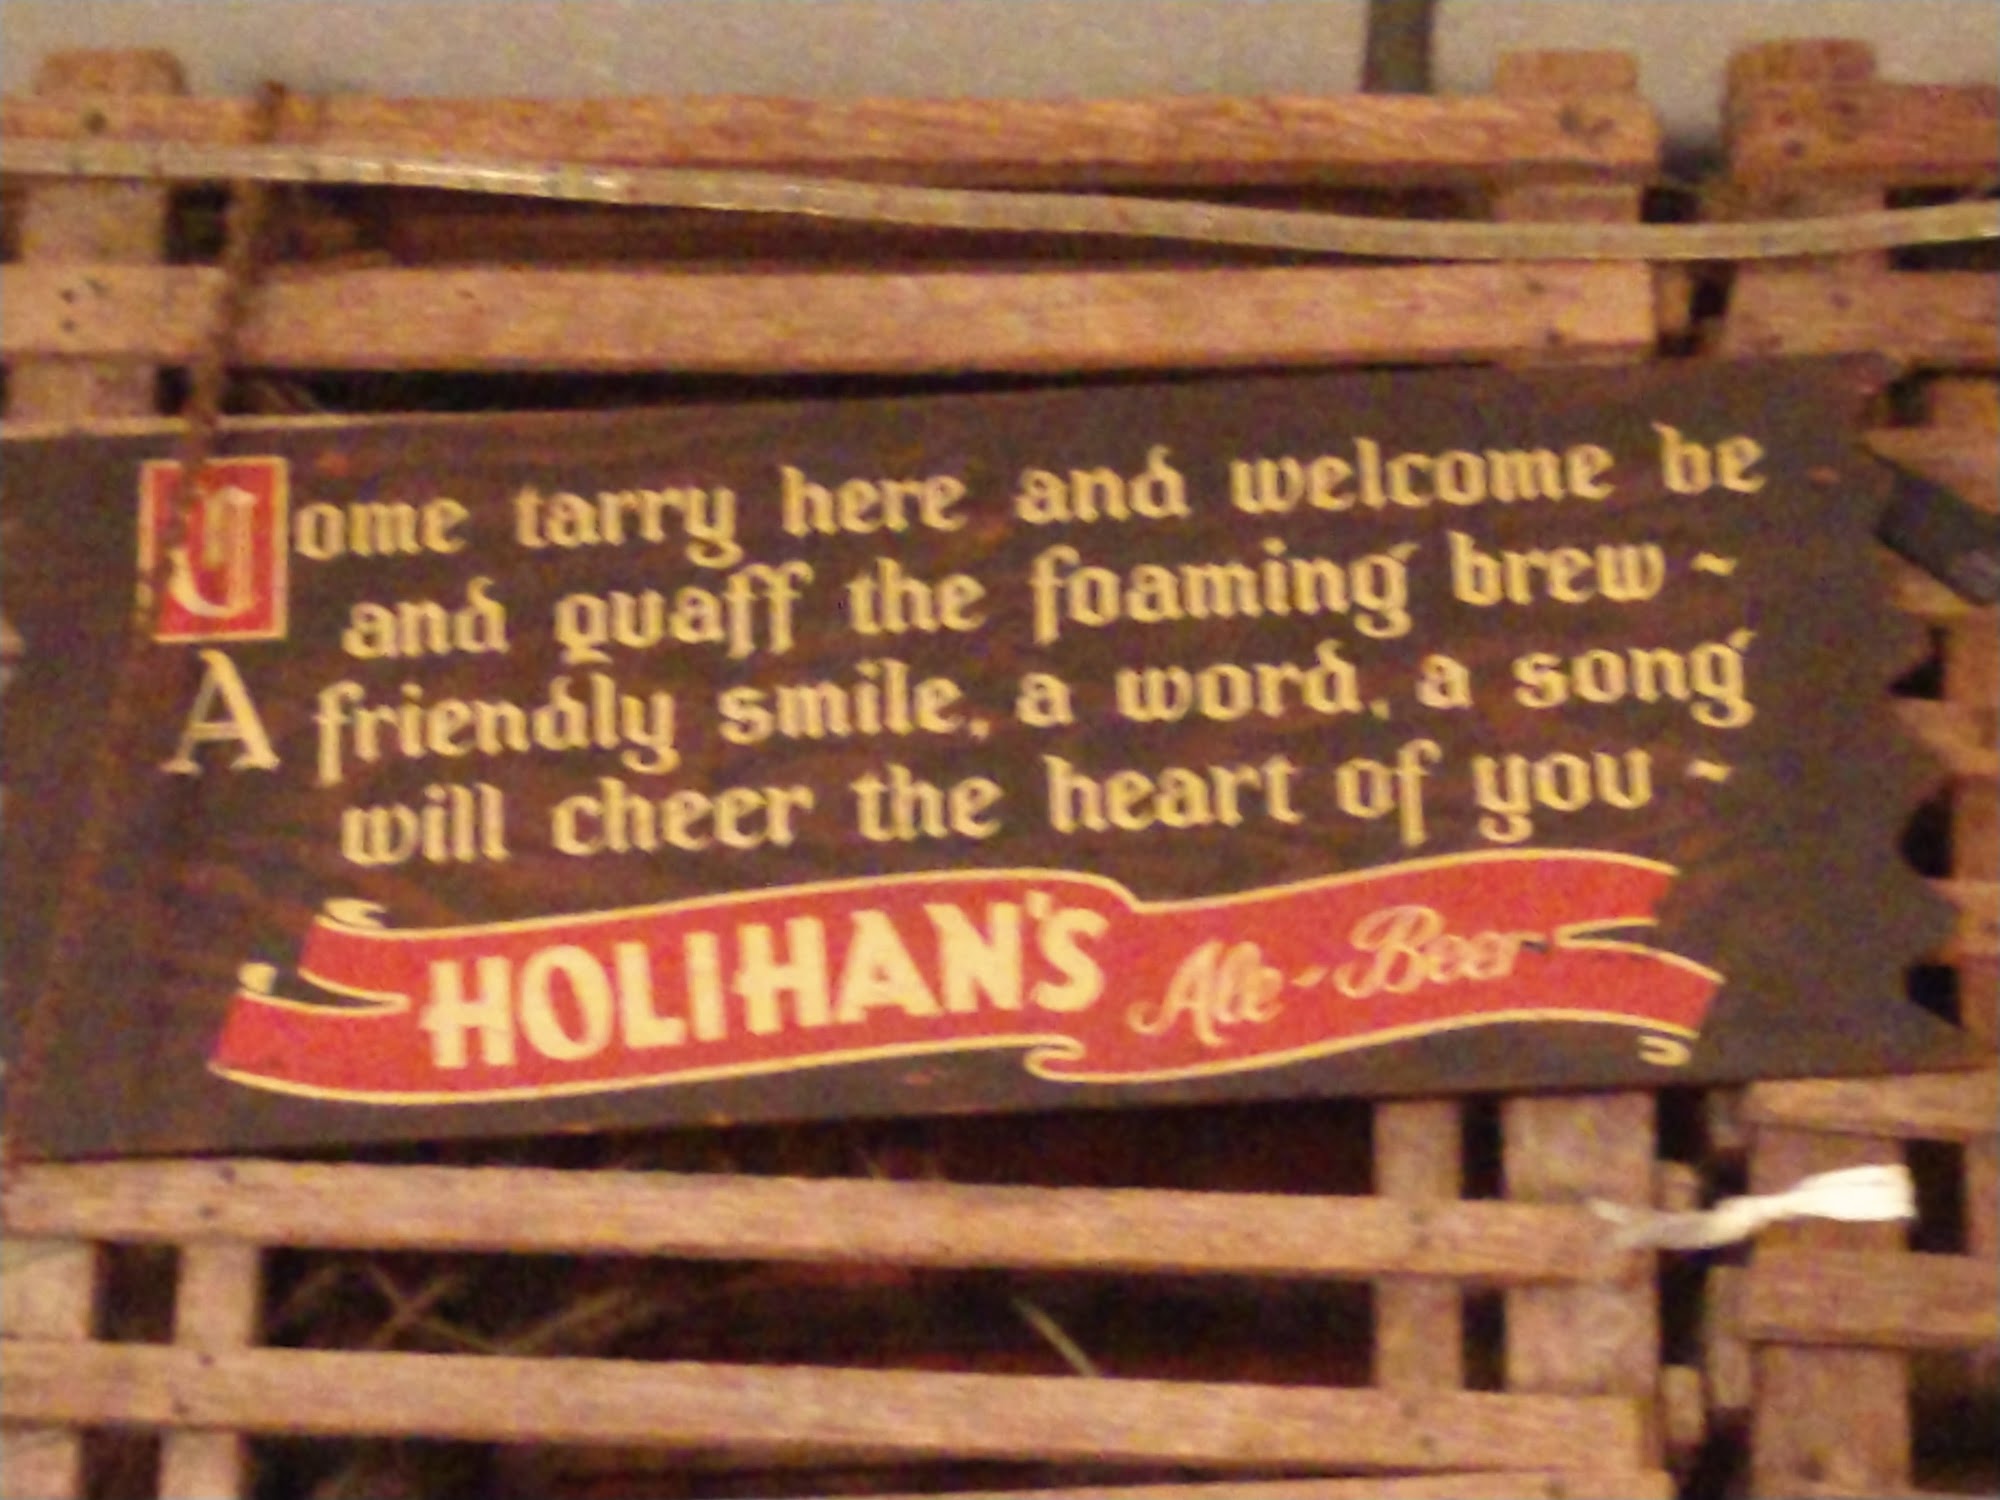 Come tarry here and welcome be
and quaff the foaming brew ~
A friendly smile, a word, a song
will cheer the heart of you ~
HOLIHAN'S Ale - Beer